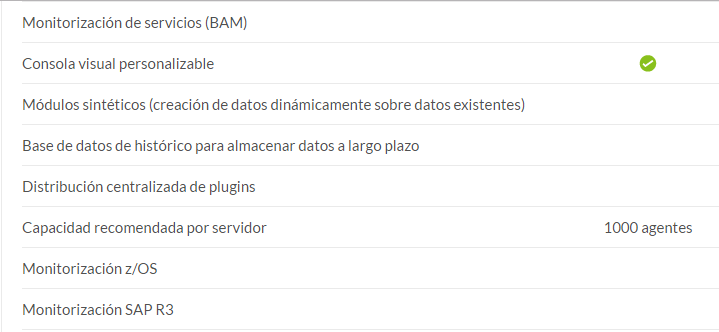 Monitorización de servicios (BAM)
Consola visual personalizable
Módulos sintéticos (creación de datos dinámicamente sobre datos existentes)
Base de datos de histórico para almacenar datos a largo plazo
Distribución centralizada de plugins
Capacidad recomendada por servidor 1000 agentes
Monitorización z/OS
Monitorización SAP R3